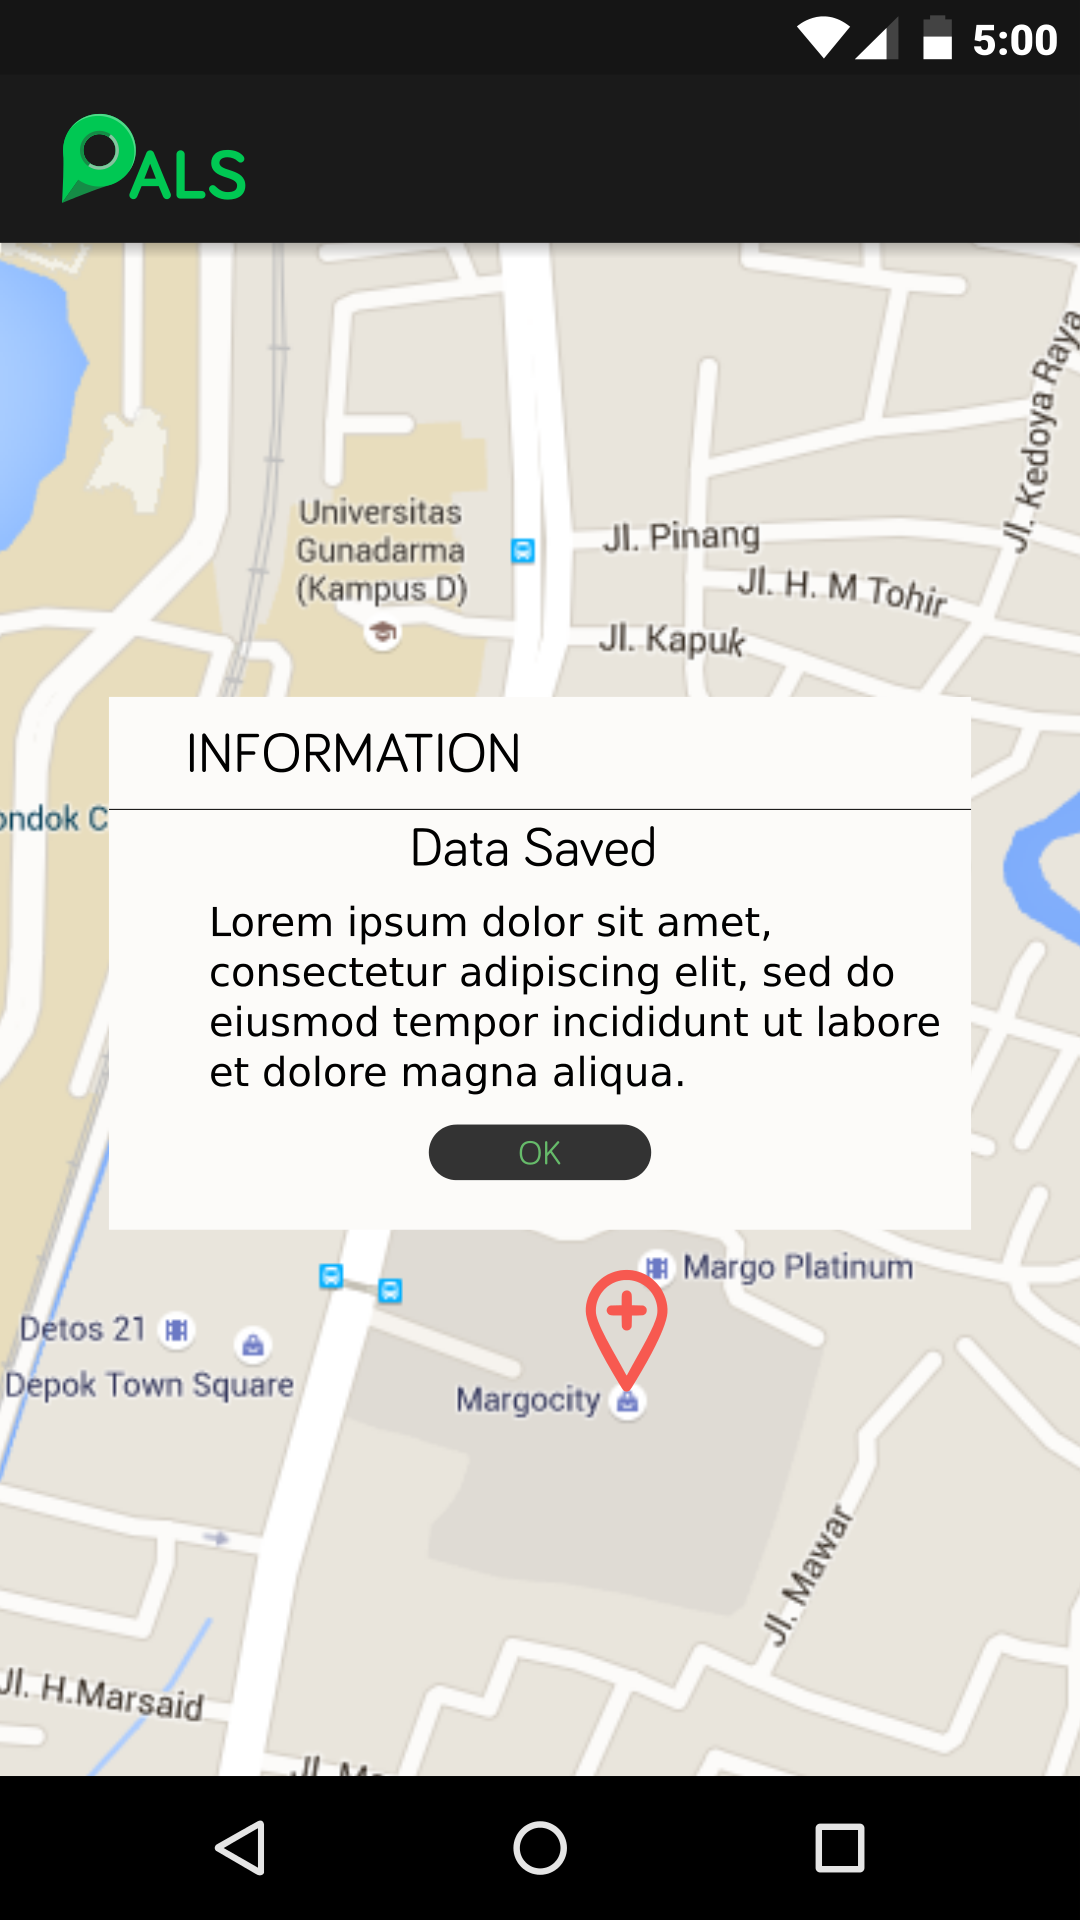 5:00
PALS
Universitas
Gunadarma
(Kampus D)
Jl. Pinang
Jl. H. M Tohir
Jl. Kapuk
Jl. Kedoya Raya
INFORMATION
ondok C
Data Saved
Lorem ipsum dolor sit amet,
consectetur adipiscing elit, sed do
eiusmod tempor incididunt ut labore
et dolore magna aliqua.
OK
Margo Platinum
Detos 21
Depok Town Square
Margocity
Jl. Mawar
Jl. H.Marsaid